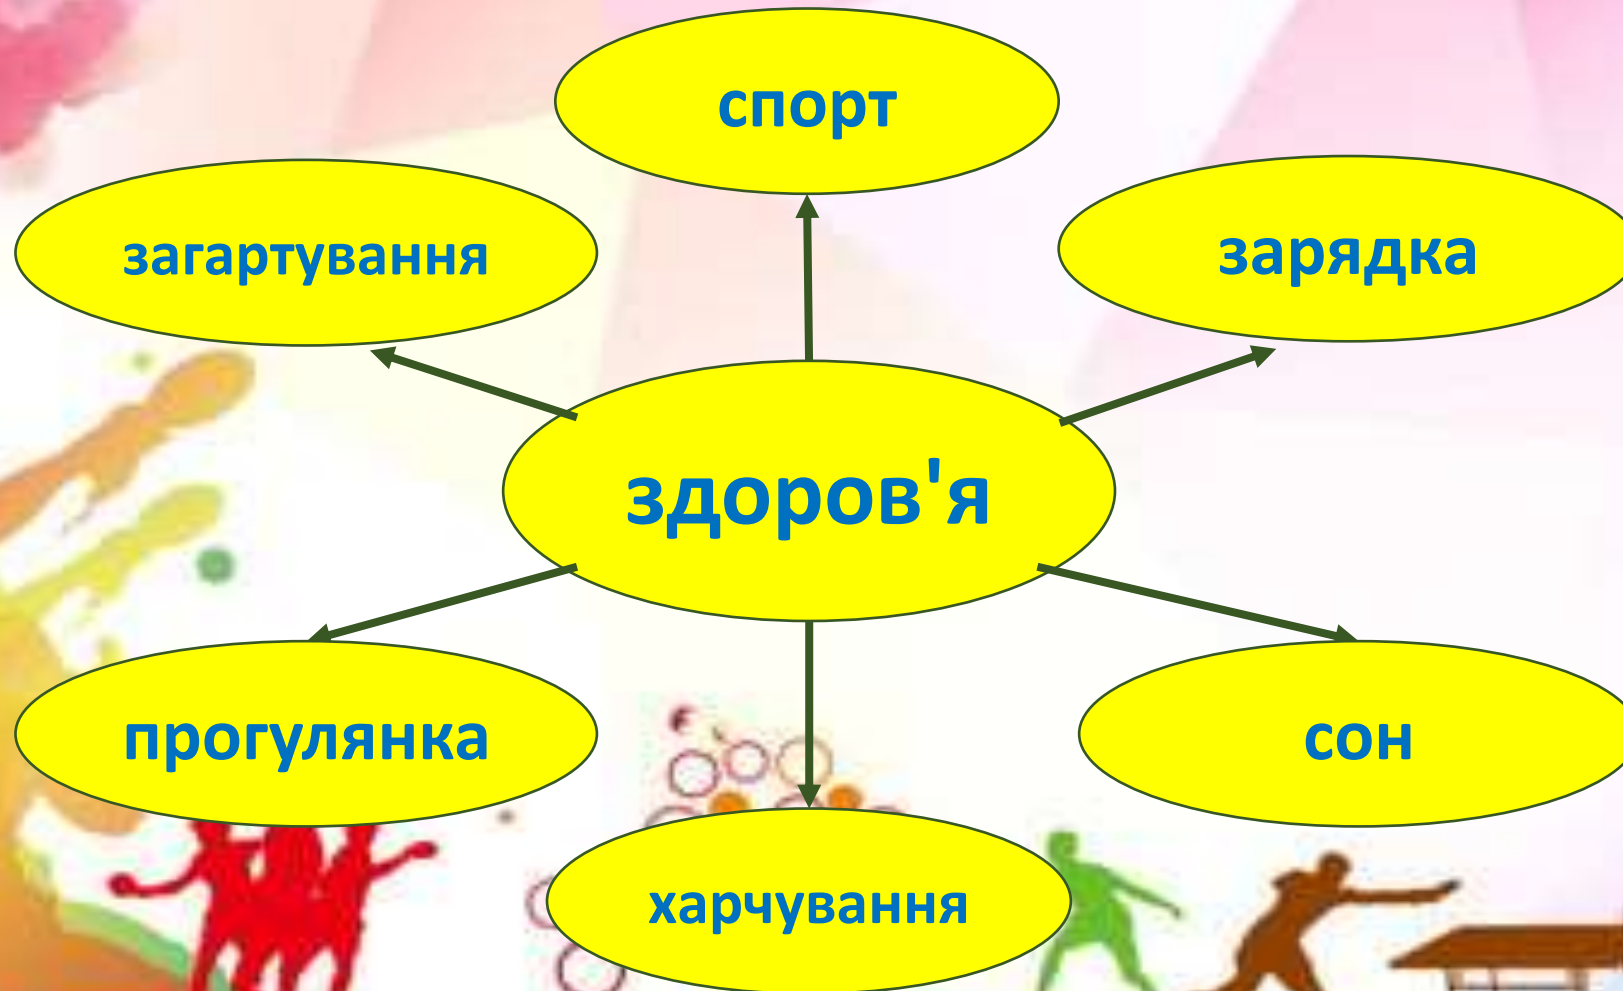 спорт
загартування
зарядка
здоров'я
прогулянка
сон
харчування